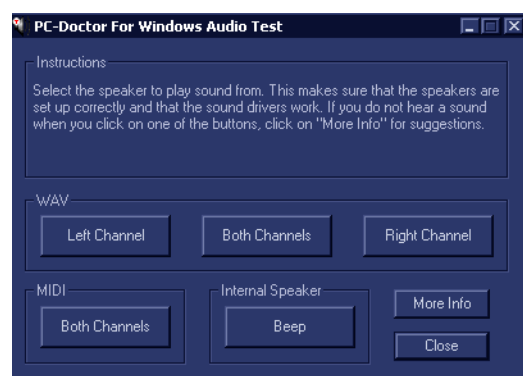 PC-Doctor For Windows Audio Test
Instructions
Select the speaker to play sound from. This makes sure that the speakers are
set up correctly and that the sound drivers work. If you do not hear a sound
when you click on one of the buttons, click on "More Info" for suggestions.
WAV
Left Channel
Both Channels
Right Channel
MIDI
Both Channels
Internal Speaker
Beep
More Info
Close